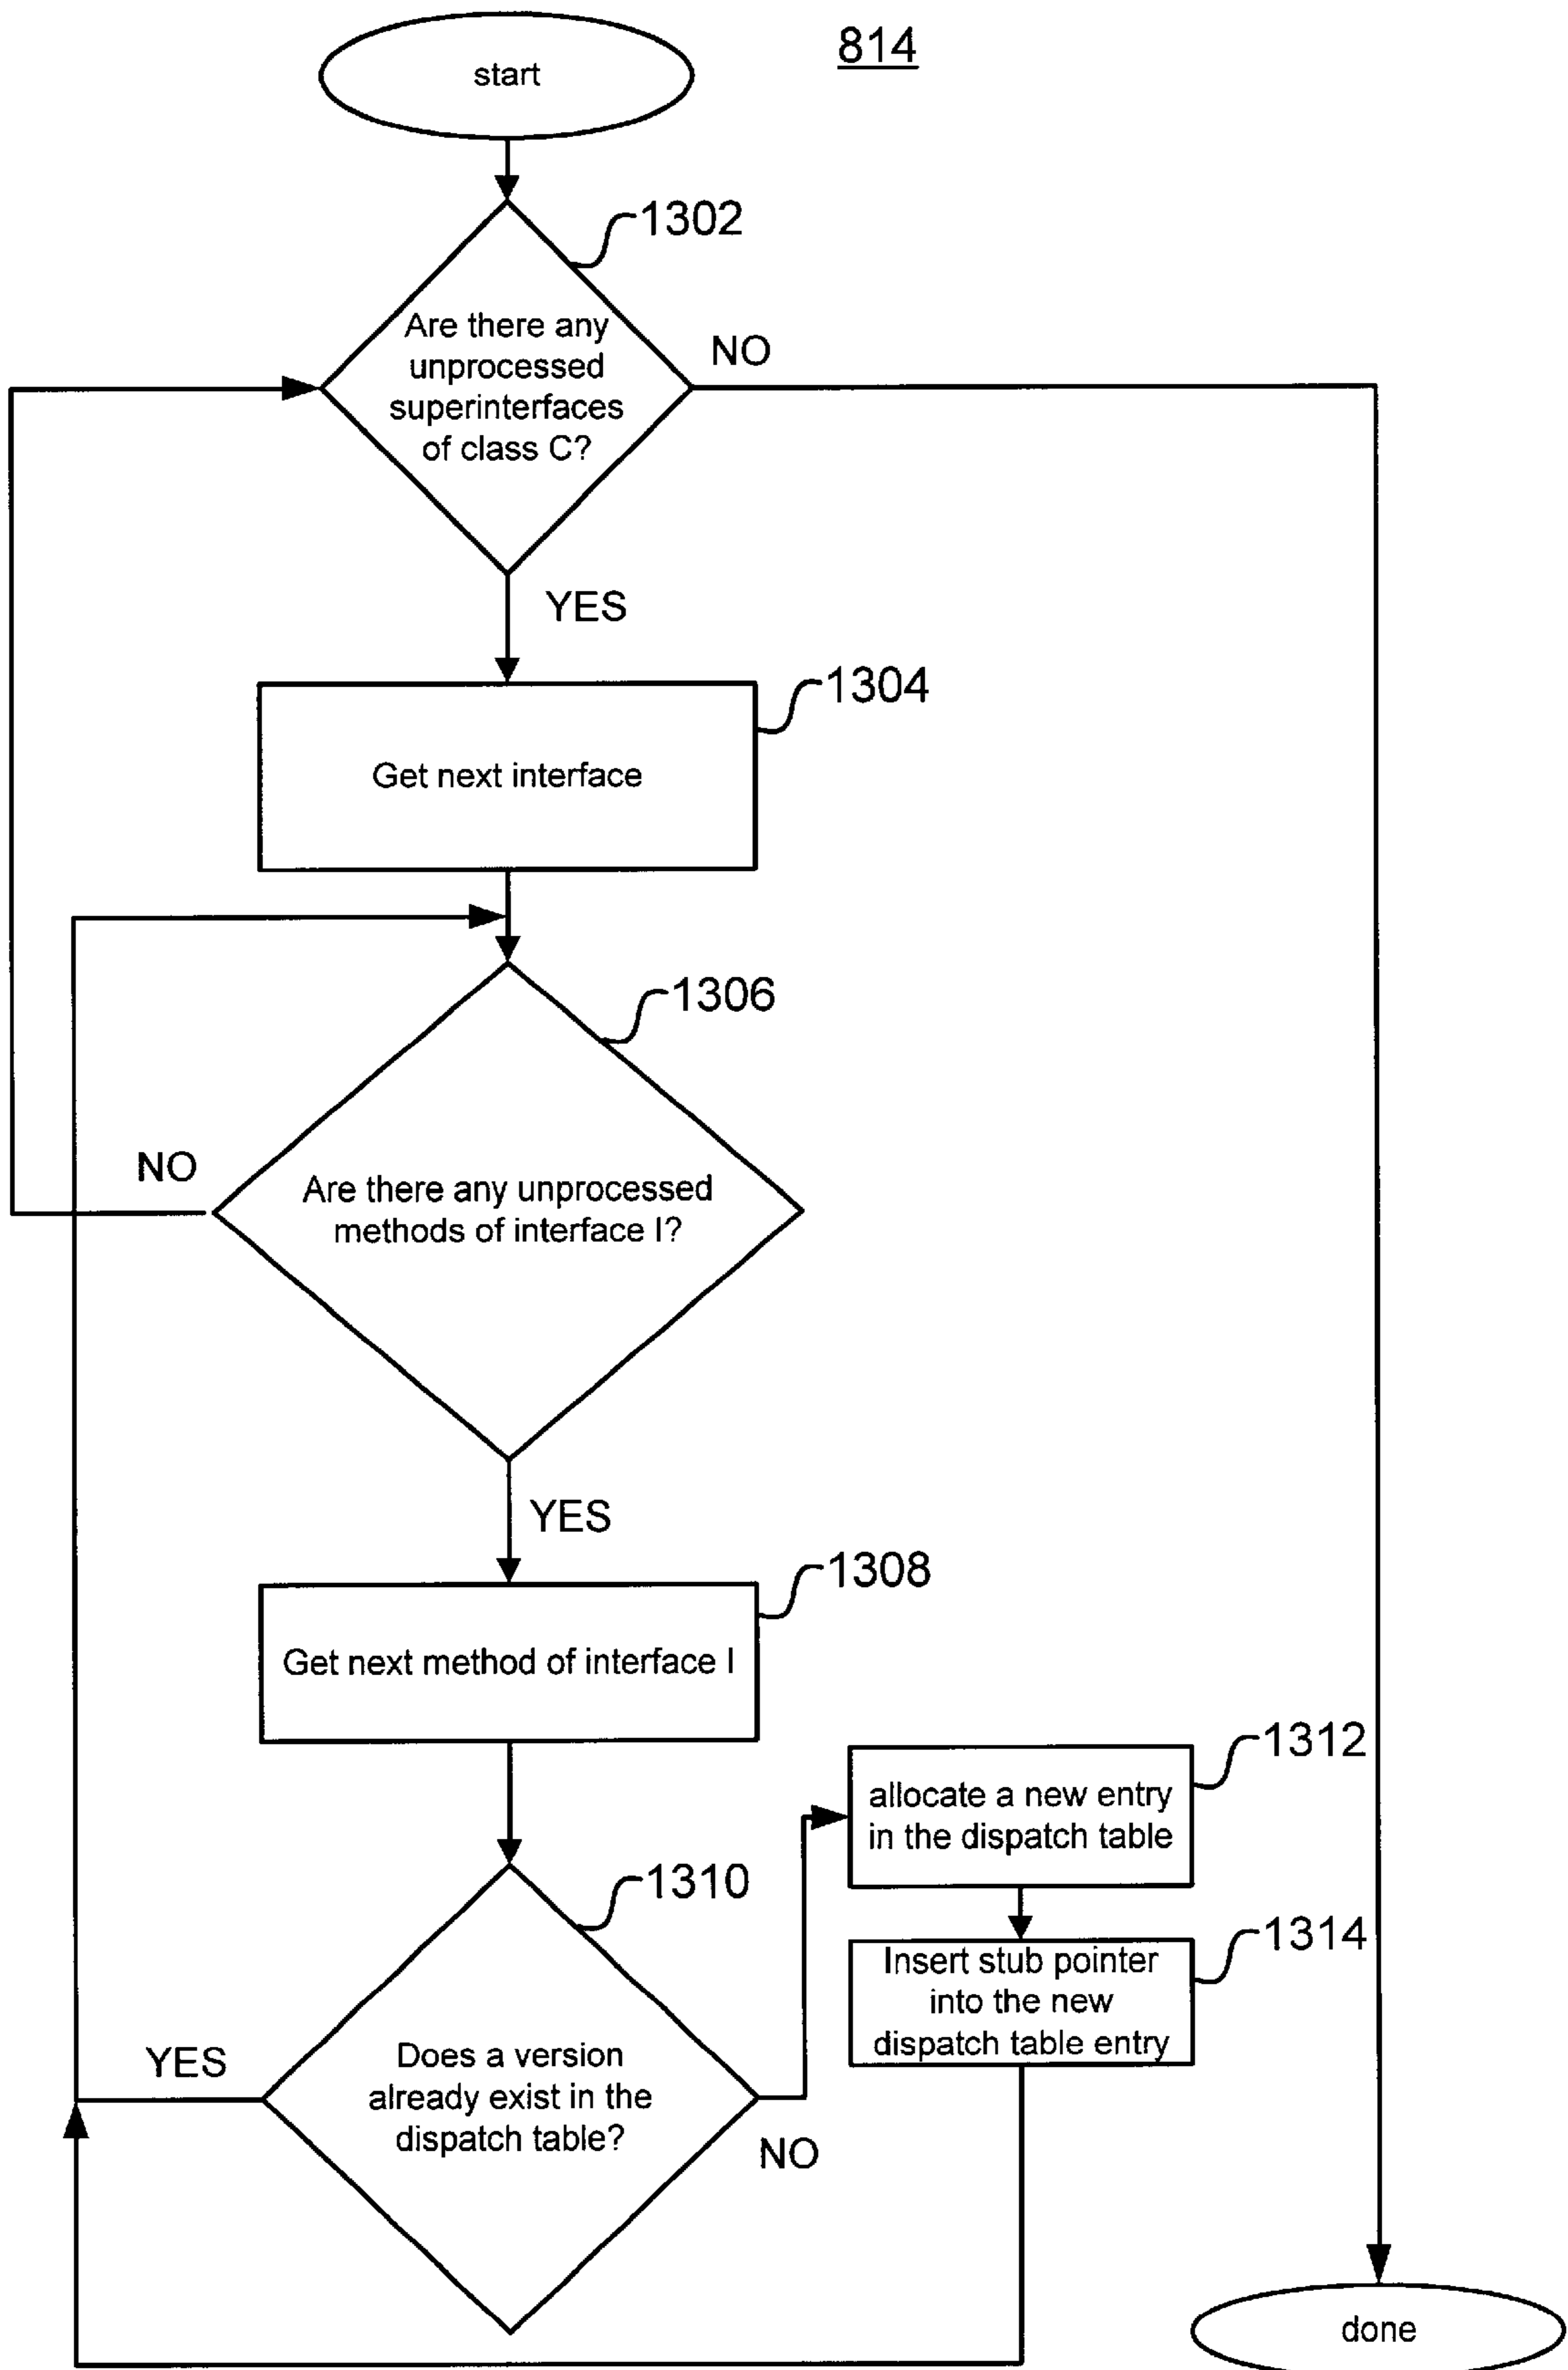 814
start
1302
Are there any
unprocessed
superinterfaces
of class C?
NO
YES
1304
Get next interface
1306
NO
Are there any unprocessed
methods of interface I?
YES
1308
Get next method of interface I
1312
allocate a new entry
in the dispatch table
1310
1314
Insert stub pointer
into the new
dispatch table entry
YES
Does a version
already exist in the
dispatch table?
NO
done